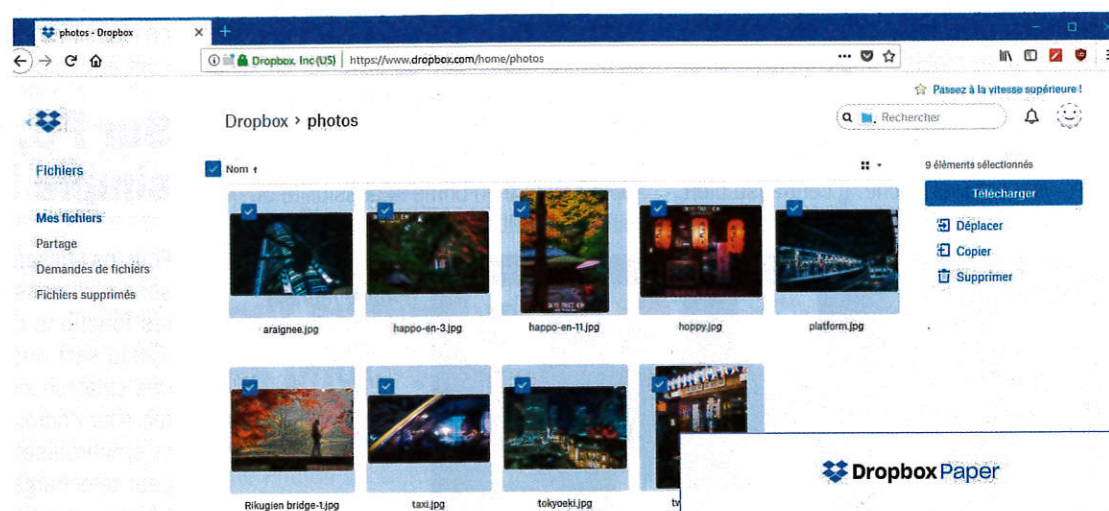 photos - Dropbox
Dropbox, Inc (US) https://www.dropbox.com/home/photos
Passez à la vitesse supérieure !
Dropbox > photos
Rechercher
Fichiers
Mes fichiers
Partage
Demandes de fichiers
Fichiers supprimés
Nom ↑
araignee.jpg
happo-en-3.jpg
happo-en-11.jpg
hoppy.jpg
platform.jpg
Rikugien bridge-1.jpg
taxi.jpg
tokyoeki.jpg
9 éléments sélectionnés
Télécharger
Déplacer
Copier
Supprimer
Dropbox Paper